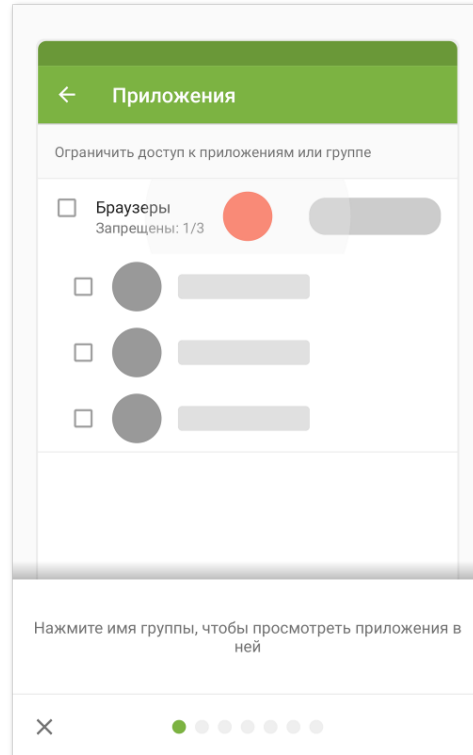 Приложения
Ограничить доступ к приложениям или группе
Браузеры
Запрещены: 1/3
Нажмите имя группы, чтобы просмотреть приложения в
ней